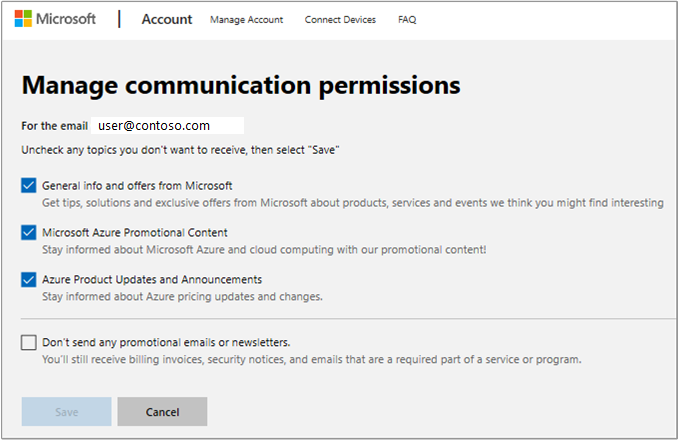 Microsoft | Account Manage Account Connect Devices FAQ
Manage communication permissions
For the email user@contoso.com
Uncheck any topics you don't want to receive, then select "Save"
General info and offers from Microsoft
Get tips, solutions and exclusive offers from Microsoft about products, services and events we think you might find interesting
Microsoft Azure Promotional Content
Stay informed about Microsoft Azure and cloud computing with our promotional content!
Azure Product Updates and Announcements
Stay informed about Azure pricing updates and changes.
Don't send any promotional emails or newsletters.
You'll still receive billing invoices, security notices, and emails that are a required part of a service or program.
Save Cancel